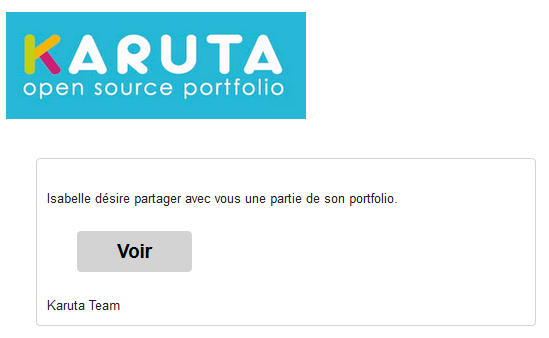 KARUTA
open source portfolio
Isabelle désire partager avec vous une partie de son portfolio.
Voir
Karuta Team